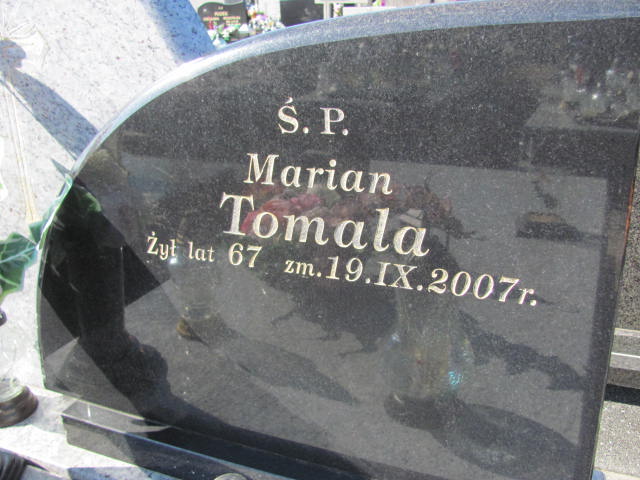 Ś. P.
Marian
Tomala
Żył lat 67 zm. 19.IX.2007r.